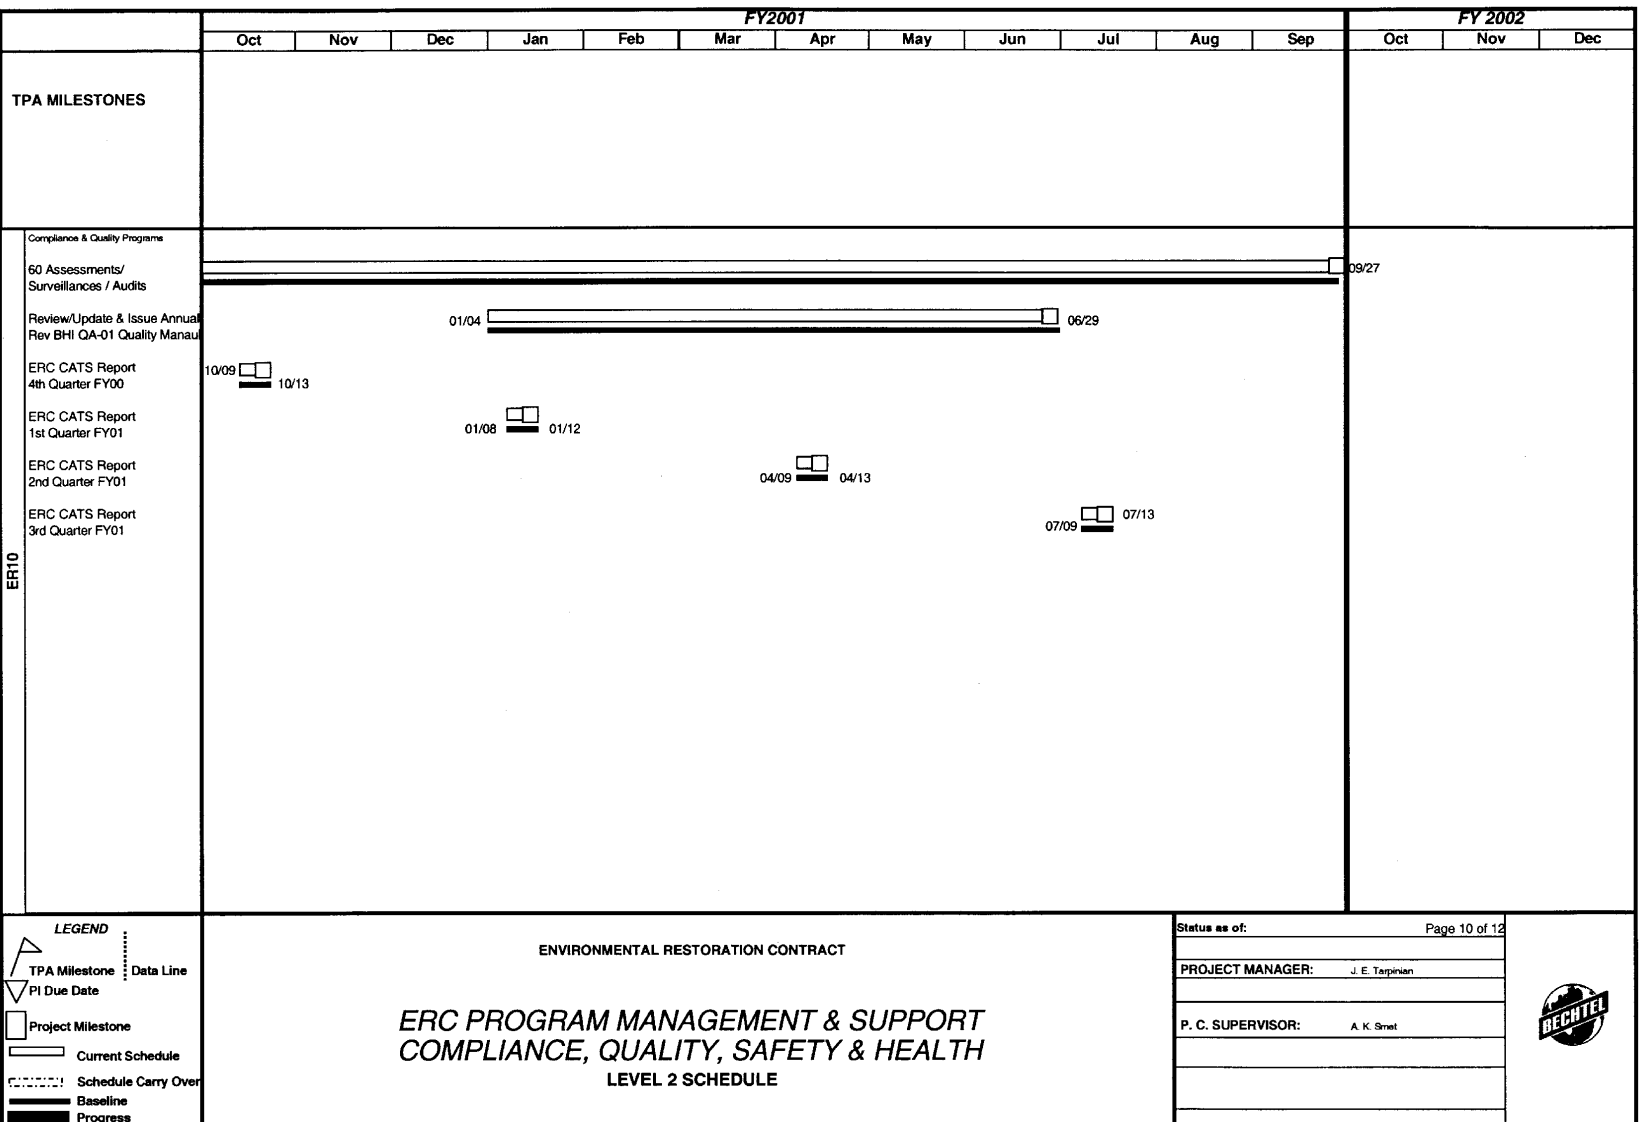 FY2001
FY 2002
Oct Nov Dec Jan Feb Mar Apr May Jun Jul Aug Sep Oct Nov Dec
TPA MILESTONES
Compliance & Quality Programs
60 Assessments/
Surveillances / Audits
09/27
Review/Update & Issue Annual
Rev BHI QA-01 Quality Manaul
01/04
06/29
ERC CATS Report
4th Quarter FY00
10/09
10/13
ERC CATS Report
1st Quarter FY01
01/08
01/12
ERC CATS Report
2nd Quarter FY01
04/09
04/13
ERC CATS Report
3rd Quarter FY01
07/09
07/13
ER10
LEGEND
TPA Milestone
Data Line
PI Due Date
Project Milestone
Current Schedule
Schedule Carry Over
Baseline
Progress
ENVIRONMENTAL RESTORATION CONTRACT
ERC PROGRAM MANAGEMENT & SUPPORT
COMPLIANCE, QUALITY, SAFETY & HEALTH
LEVEL 2 SCHEDULE
Status as of:
Page 10 of 12
PROJECT MANAGER: J. E. Tarpinian
P. C. SUPERVISOR: A. K. Smet
BECHTEL